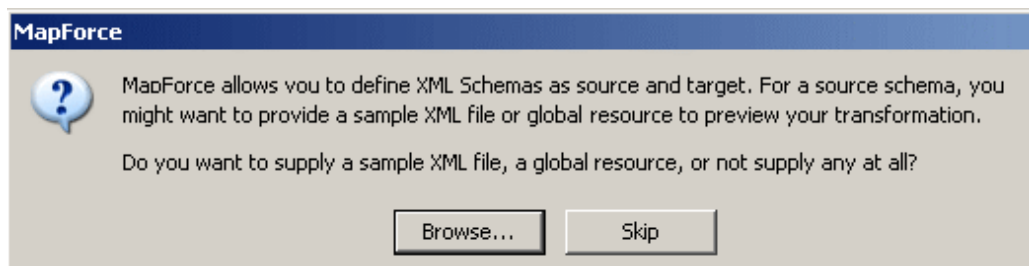 MapForce
MapForce allows you to define XML Schemas as source and target. For a source schema, you
might want to provide a sample XML file or global resource to preview your transformation.
Do you want to supply a sample XML file, a global resource, or not supply any at all?
Browse... Skip